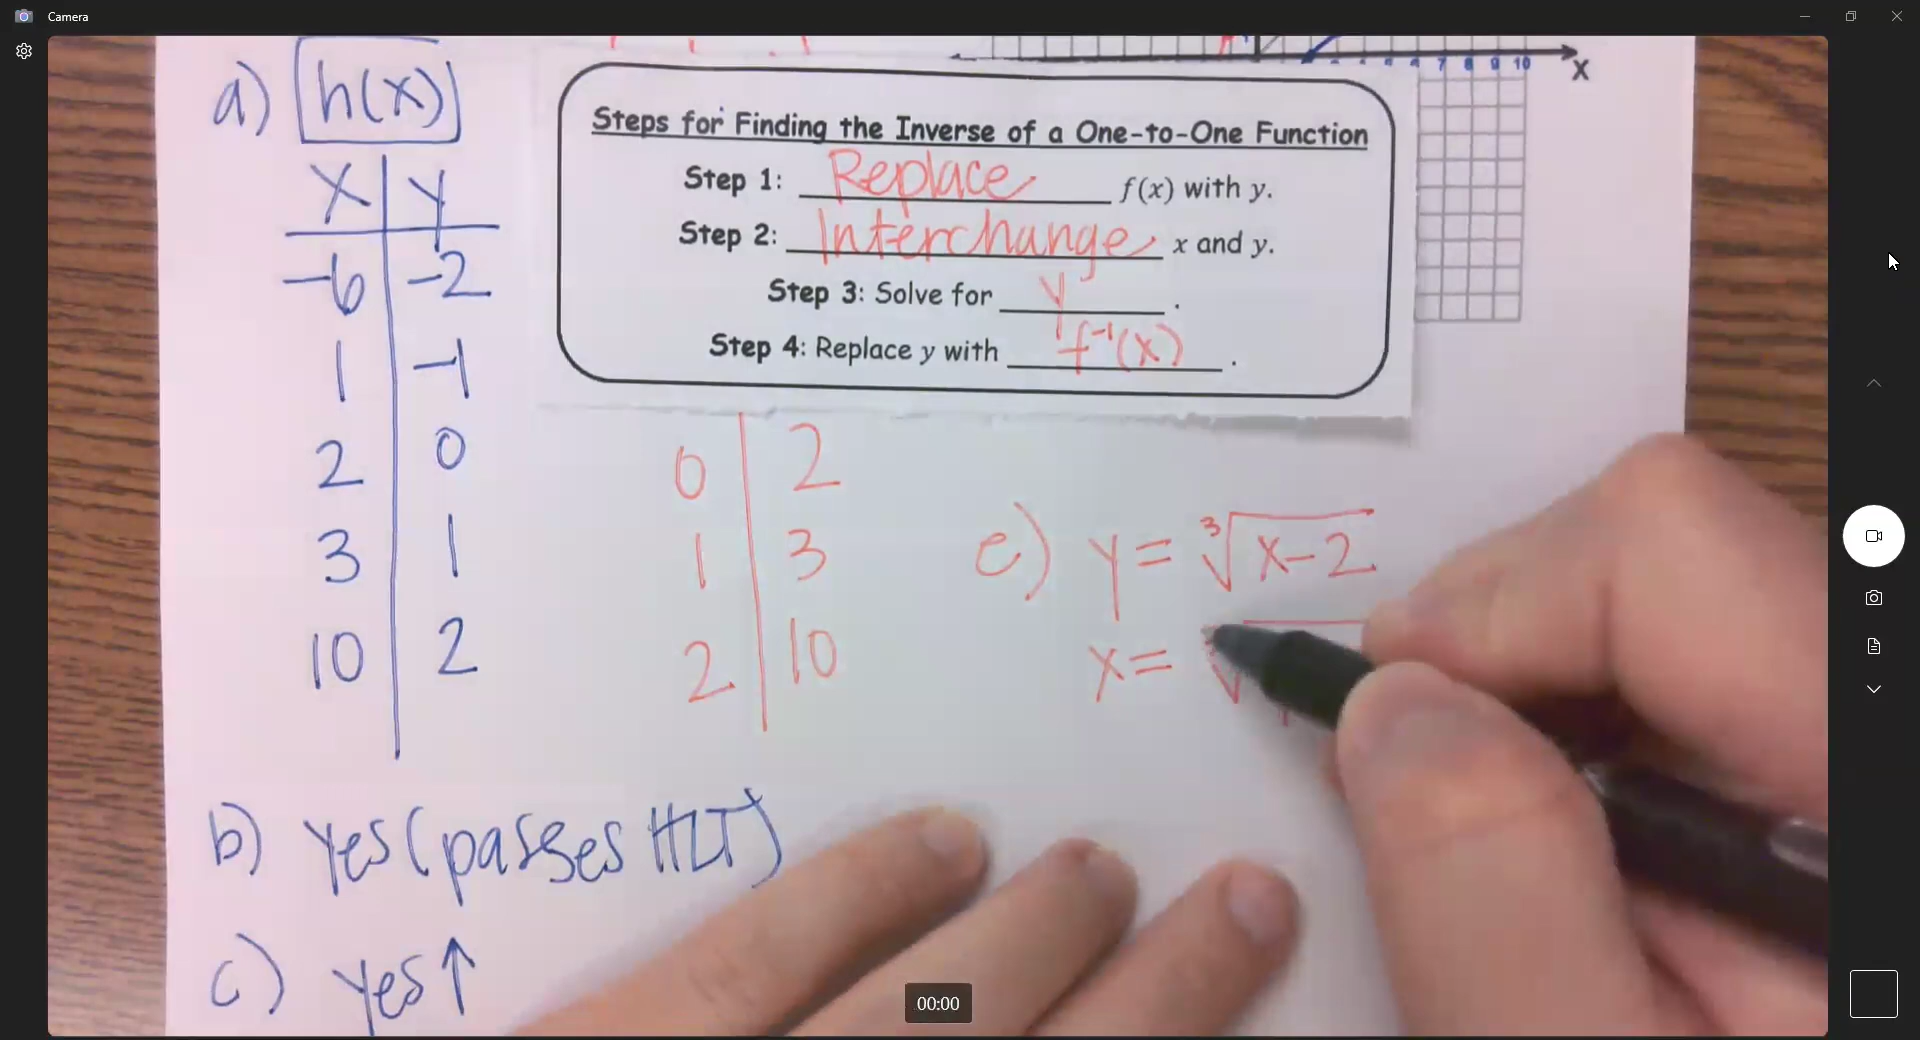 Camera
7 8 9 10
X
a) h(x)
Steps for Finding the Inverse of a One-to-One Function
Step 1: Replace f(x) with y.
Step 2: Interchange x and y.
Step 3: Solve for y.
Step 4: Replace y with f⁻¹(x).
X | y
-6 | -2
1 | -1
2 | 0
3 | 1
10 | 2
0 | 2
1 | 3
2 | 10
e) y = ∛(x-2)
x =
b) yes (passes HLT)
c) yes ↑
00:00